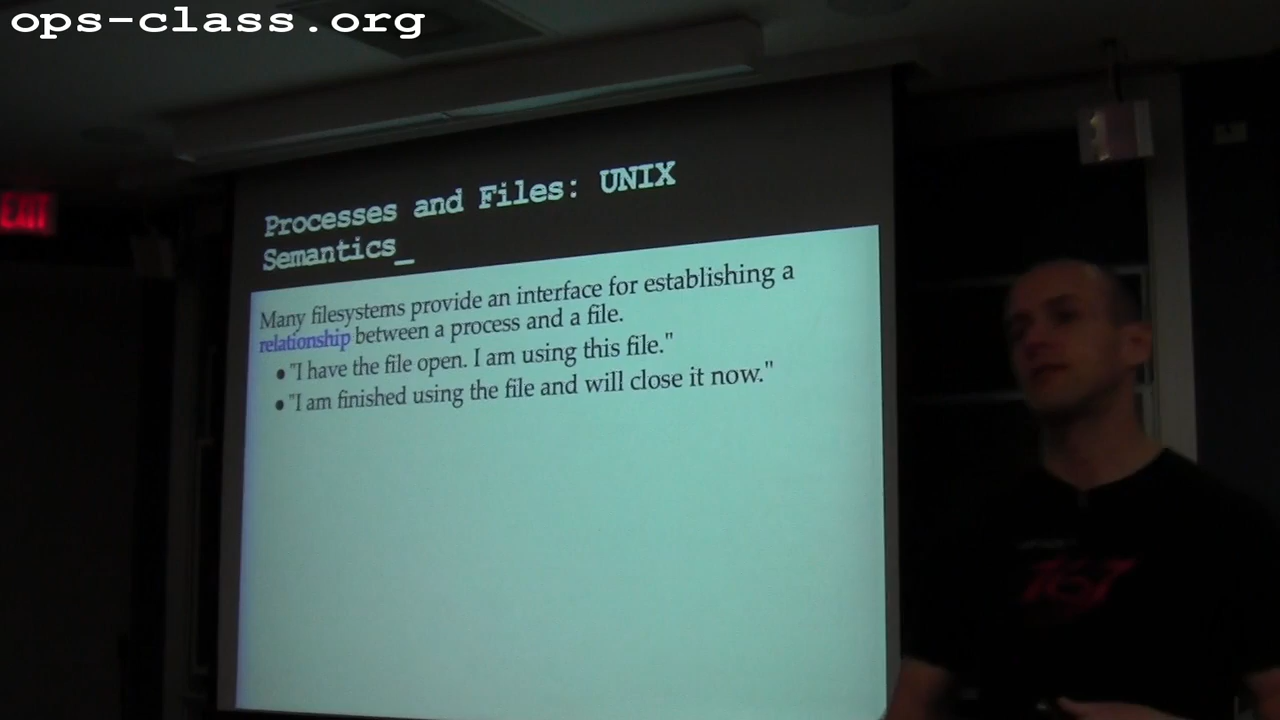 ops-class.org
EXIT
Processes and Files: UNIX
Semantics_
Many filesystems provide an interface for establishing a
relationship between a process and a file.
• "I have the file open. I am using this file."
• "I am finished using the file and will close it now."